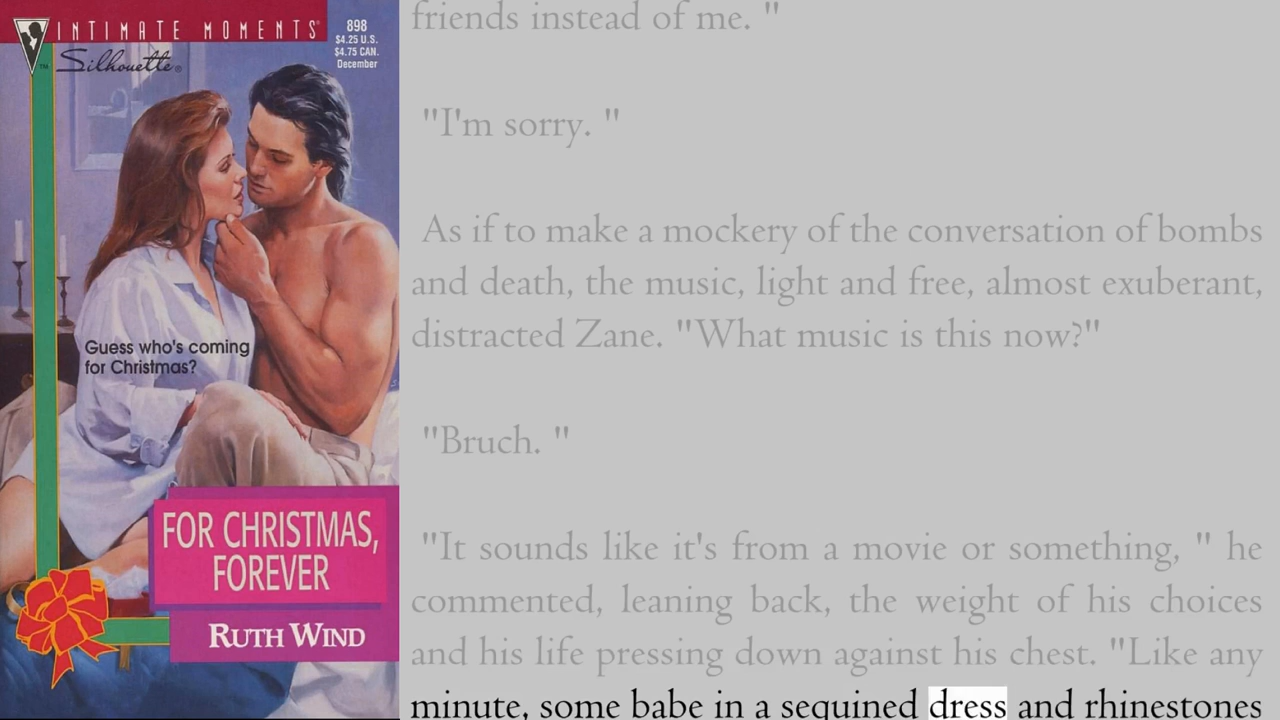 INTIMATE MOMENTS®
898
$4.25 U.S.
$4.75 CAN.
December
TM
Silhouette®
Guess who's coming
for Christmas?
FOR CHRISTMAS,
FOREVER
RUTH WIND
friends instead of me. "
"I'm sorry. "
As if to make a mockery of the conversation of bombs
and death, the music, light and free, almost exuberant,
distracted Zane. "What music is this now?"
"Bruch. "
"It sounds like it's from a movie or something, " he
commented, leaning back, the weight of his choices
and his life pressing down against his chest. "Like any
minute, some babe in a sequined dress and rhinestones